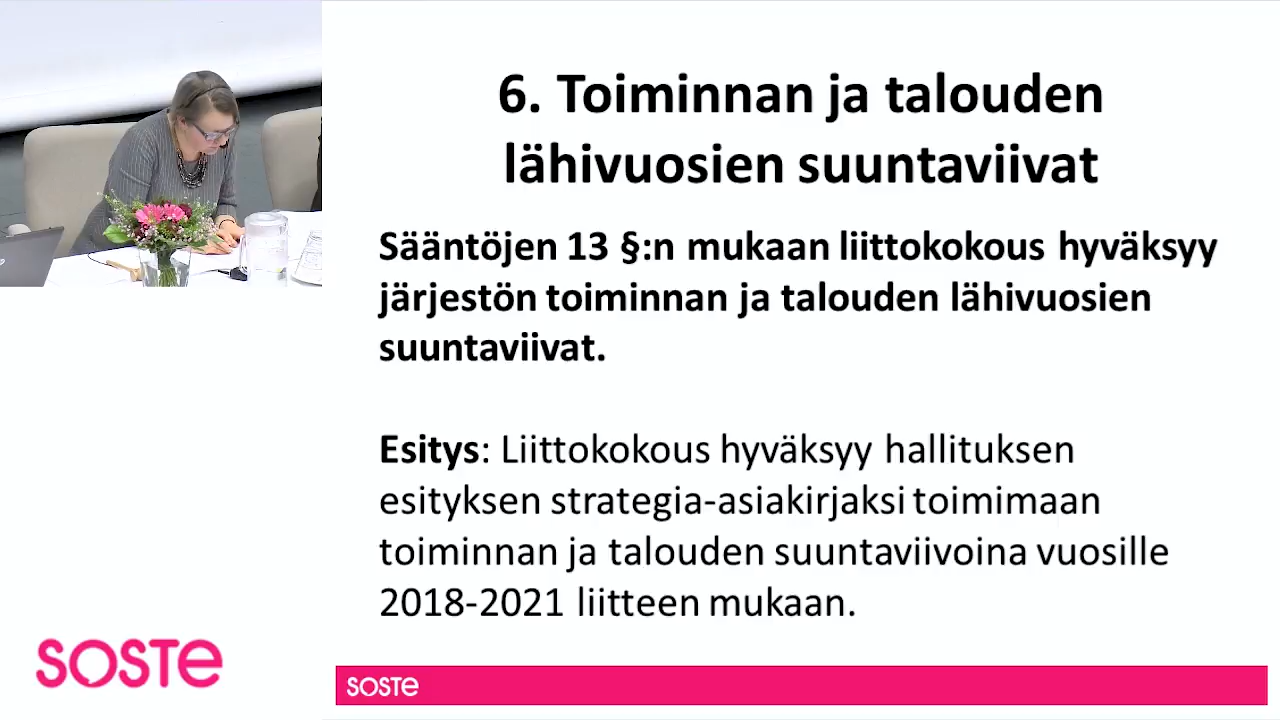 6. Toiminnan ja talouden
lähivuosien suuntaviivat
Sääntöjen 13 §:n mukaan liittokokous hyväksyy
järjestön toiminnan ja talouden lähivuosien
suuntaviivat.
Esitys: Liittokokous hyväksyy hallituksen
esityksen strategia-asiakirjaksi toimimaan
toiminnan ja talouden suuntaviivoina vuosille
2018-2021 liitteen mukaan.
SOSTE
SOSTE